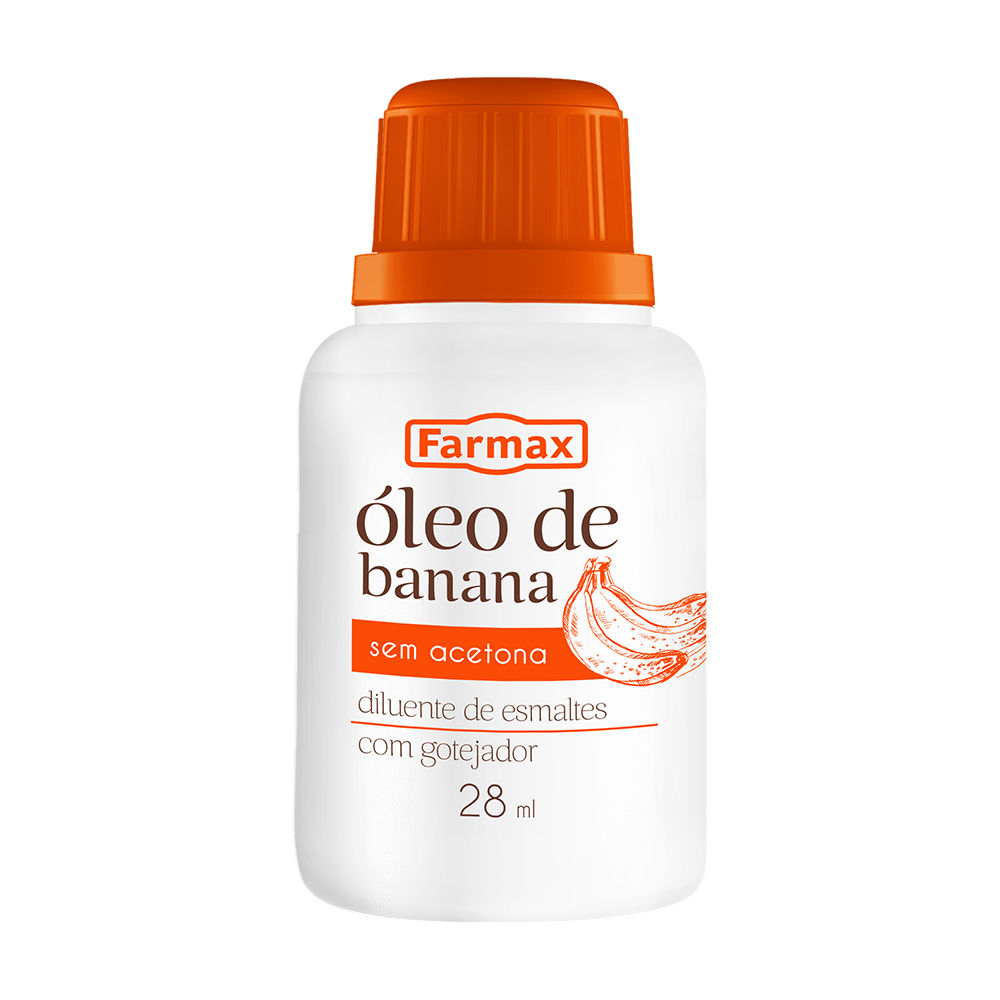 Farmax
óleo de
banana
sem acetona
diluente de esmaltes
com gotejador
28 ml